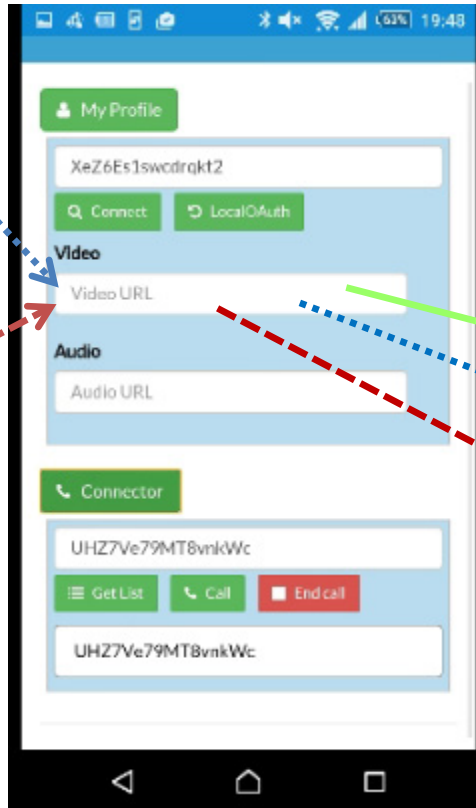 63% 19:48
My Profile
XeZ6Es1swcdrqkt2
Connect LocalOAuth
Video
Video URL
Audio
Audio URL
Connector
UHZ7Ve79MT8vnkWc
Get List Call End call
UHZ7Ve79MT8vnkWc